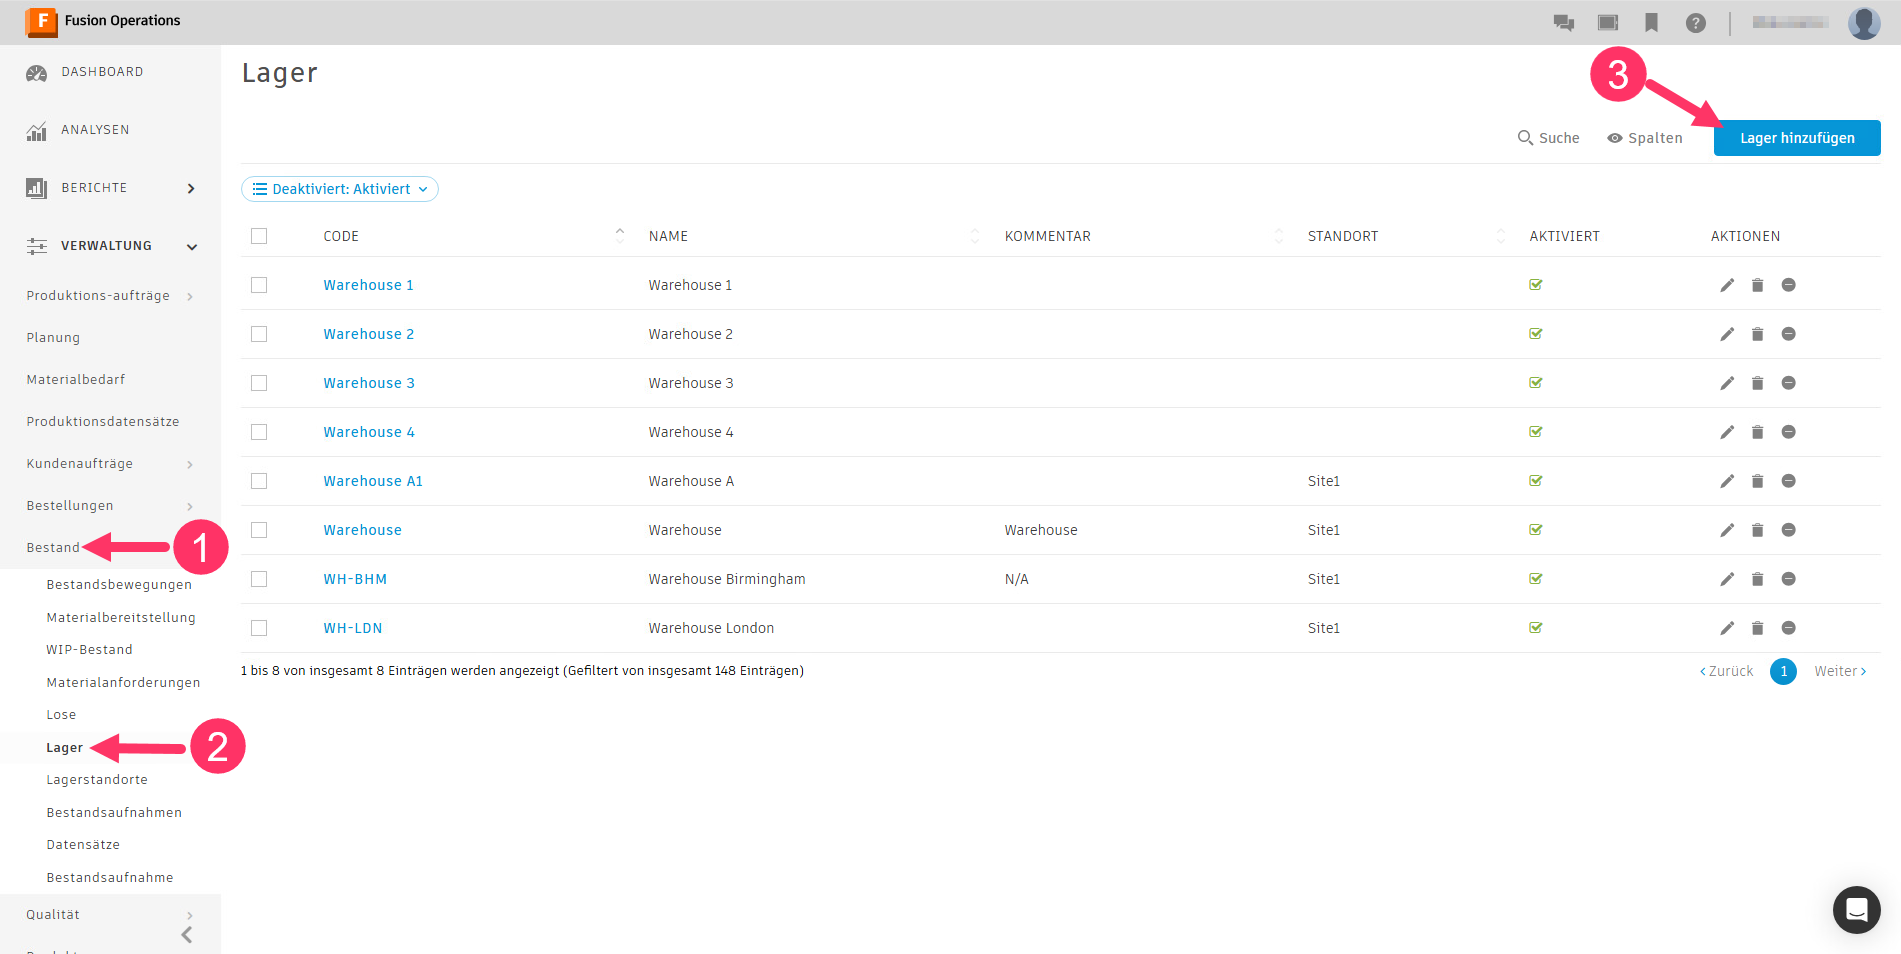 F Fusion Operations
DASHBOARD
ANALYSEN
BERICHTE
VERWALTUNG
Produktions-aufträge
Planung
Materialbedarf
Produktionsdatensätze
Kundenaufträge
Bestellungen
Bestand 1
Bestandsbewegungen
Materialbereitstellung
WIP-Bestand
Materialanforderungen
Lose
Lager 2
Lagerstandorte
Bestandsaufnahmen
Datensätze
Bestandsaufnahme
Qualität
Lager
3
Suche Spalten Lager hinzufügen
Deaktiviert: Aktiviert
CODE NAME KOMMENTAR STANDORT AKTIVIERT AKTIONEN
Warehouse 1 Warehouse 1
Warehouse 2 Warehouse 2
Warehouse 3 Warehouse 3
Warehouse 4 Warehouse 4
Warehouse A1 Warehouse A Site1
Warehouse Warehouse Warehouse Site1
WH-BHM Warehouse Birmingham N/A Site1
WH-LDN Warehouse London Site1
1 bis 8 von insgesamt 8 Einträgen werden angezeigt (Gefiltert von insgesamt 148 Einträgen)
Zurück 1 Weiter